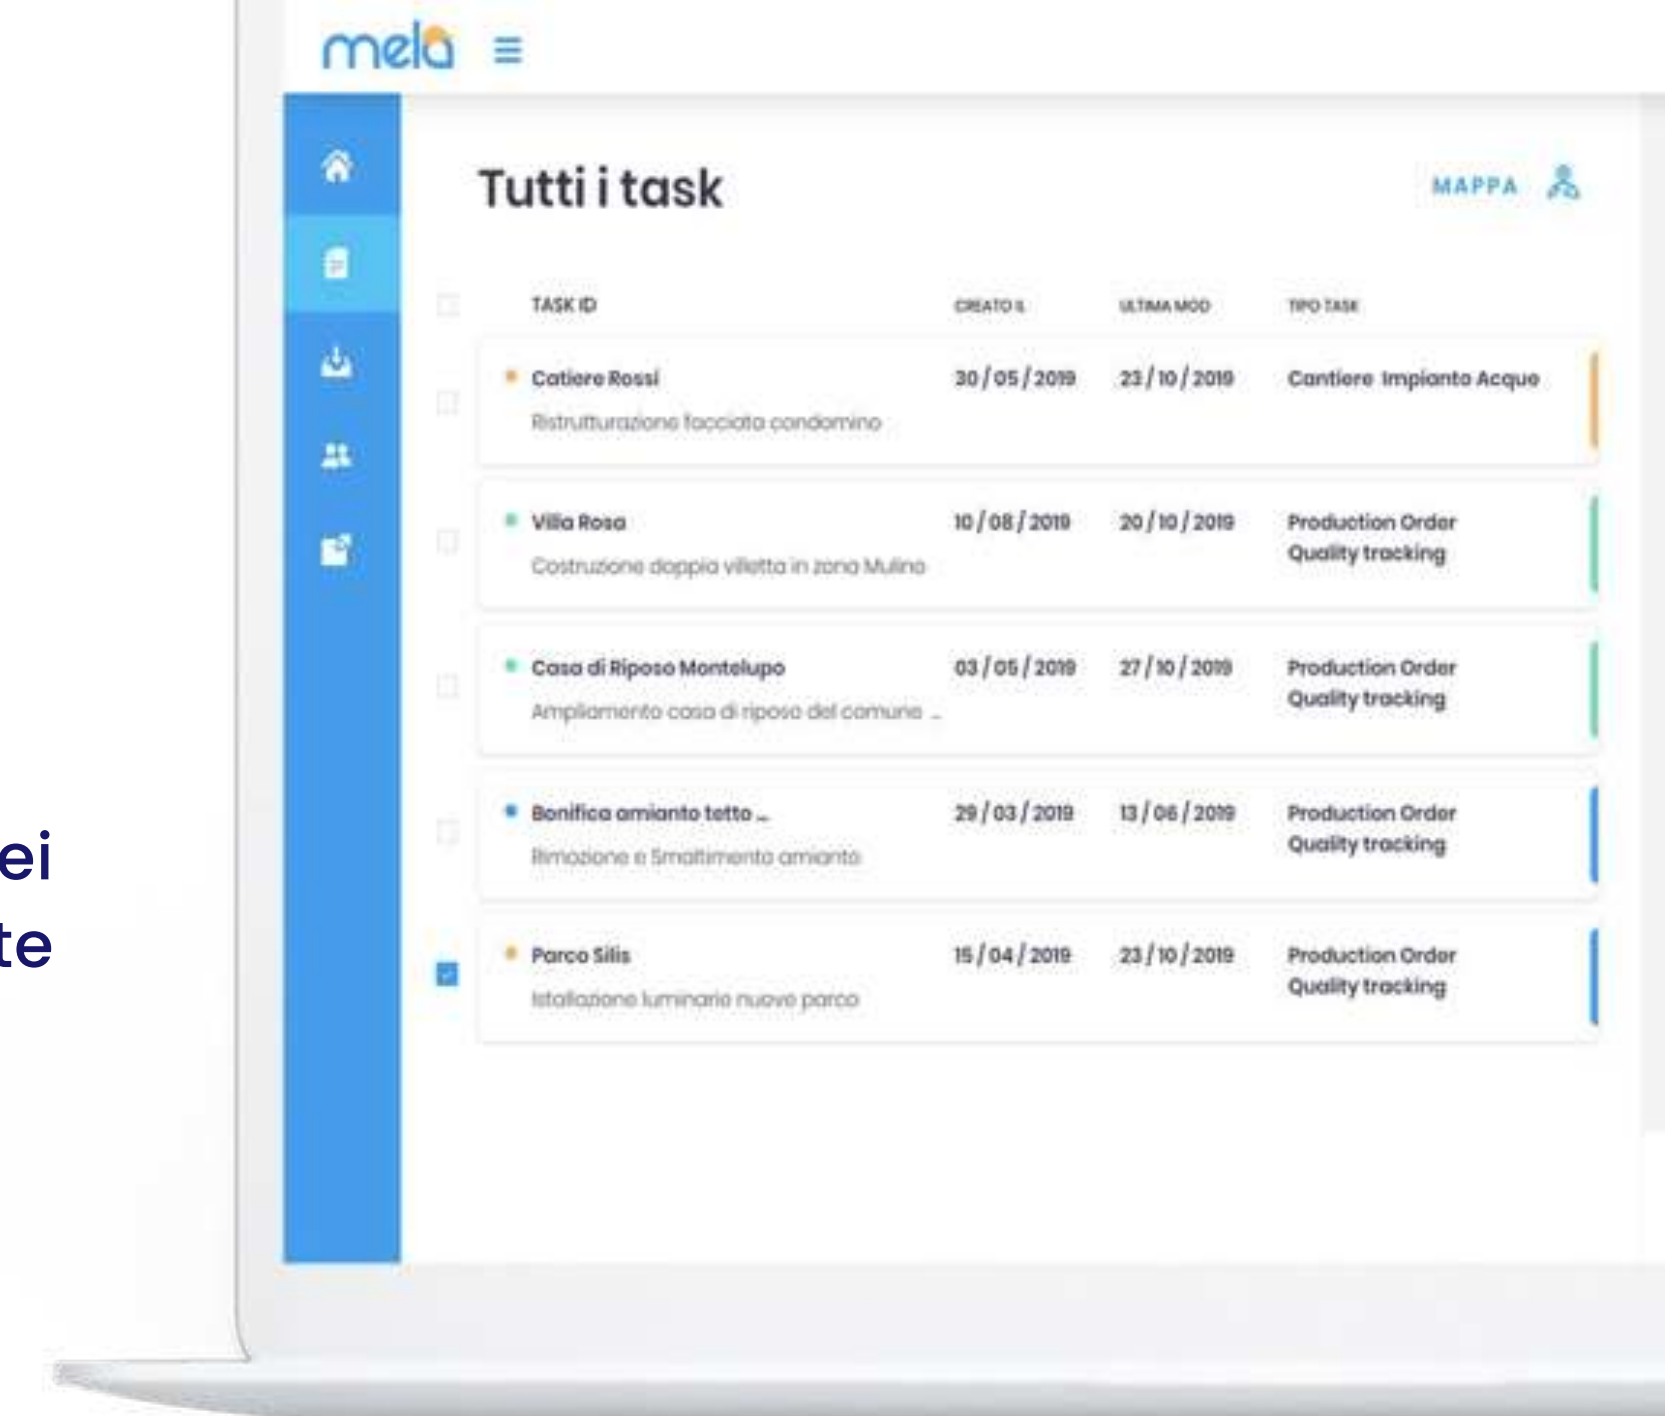 mela
Tutti i task
MAPPA
TASK ID CREATO IL ULTIMA MOD TIPO TASK
Catiere Rossi 30/05/2019 23/10/2019 Cantiere Impianto Acque
Ristrutturazione facciata condomino
Villa Rosa 10/08/2019 20/10/2019 Production Order
Quality tracking
Costruzione doppia villetta in zona Mulino
Casa di Riposo Montelupo 03/05/2019 27/10/2019 Production Order
Quality tracking
Ampliamento casa di riposo del comune ...
Bonifica amianto tetto ... 29/03/2019 13/06/2019 Production Order
Quality tracking
Rimozione e Smaltimento amianto
ei
te
Parco Silis 15/04/2019 23/10/2019 Production Order
Quality tracking
Istallazione luminarie nuovo parco